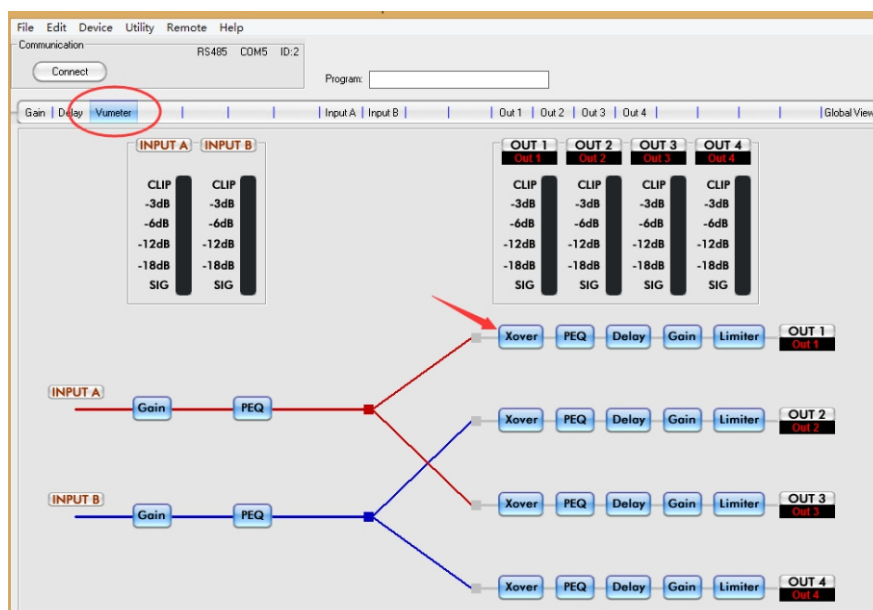 File Edit Device Utility Remote Help
Communication
RS485 COM5 ID:2
Connect
Program:
Gain Delay Vumeter Input A Input B Out 1 Out 2 Out 3 Out 4 Global View
INPUT A INPUT B OUT 1 OUT 2 OUT 3 OUT 4
Out 1 Out 2 Out 3 Out 4
CLIP CLIP CLIP CLIP CLIP CLIP
-3dB -3dB -3dB -3dB -3dB -3dB
-6dB -6dB -6dB -6dB -6dB -6dB
-12dB -12dB -12dB -12dB -12dB -12dB
-18dB -18dB -18dB -18dB -18dB -18dB
SIG SIG SIG SIG SIG SIG
Xover PEQ Delay Gain Limiter OUT 1
Out 1
INPUT A
Gain PEQ
Xover PEQ Delay Gain Limiter OUT 2
Out 2
INPUT B
Gain PEQ
Xover PEQ Delay Gain Limiter OUT 3
Out 3
Xover PEQ Delay Gain Limiter OUT 4
Out 4